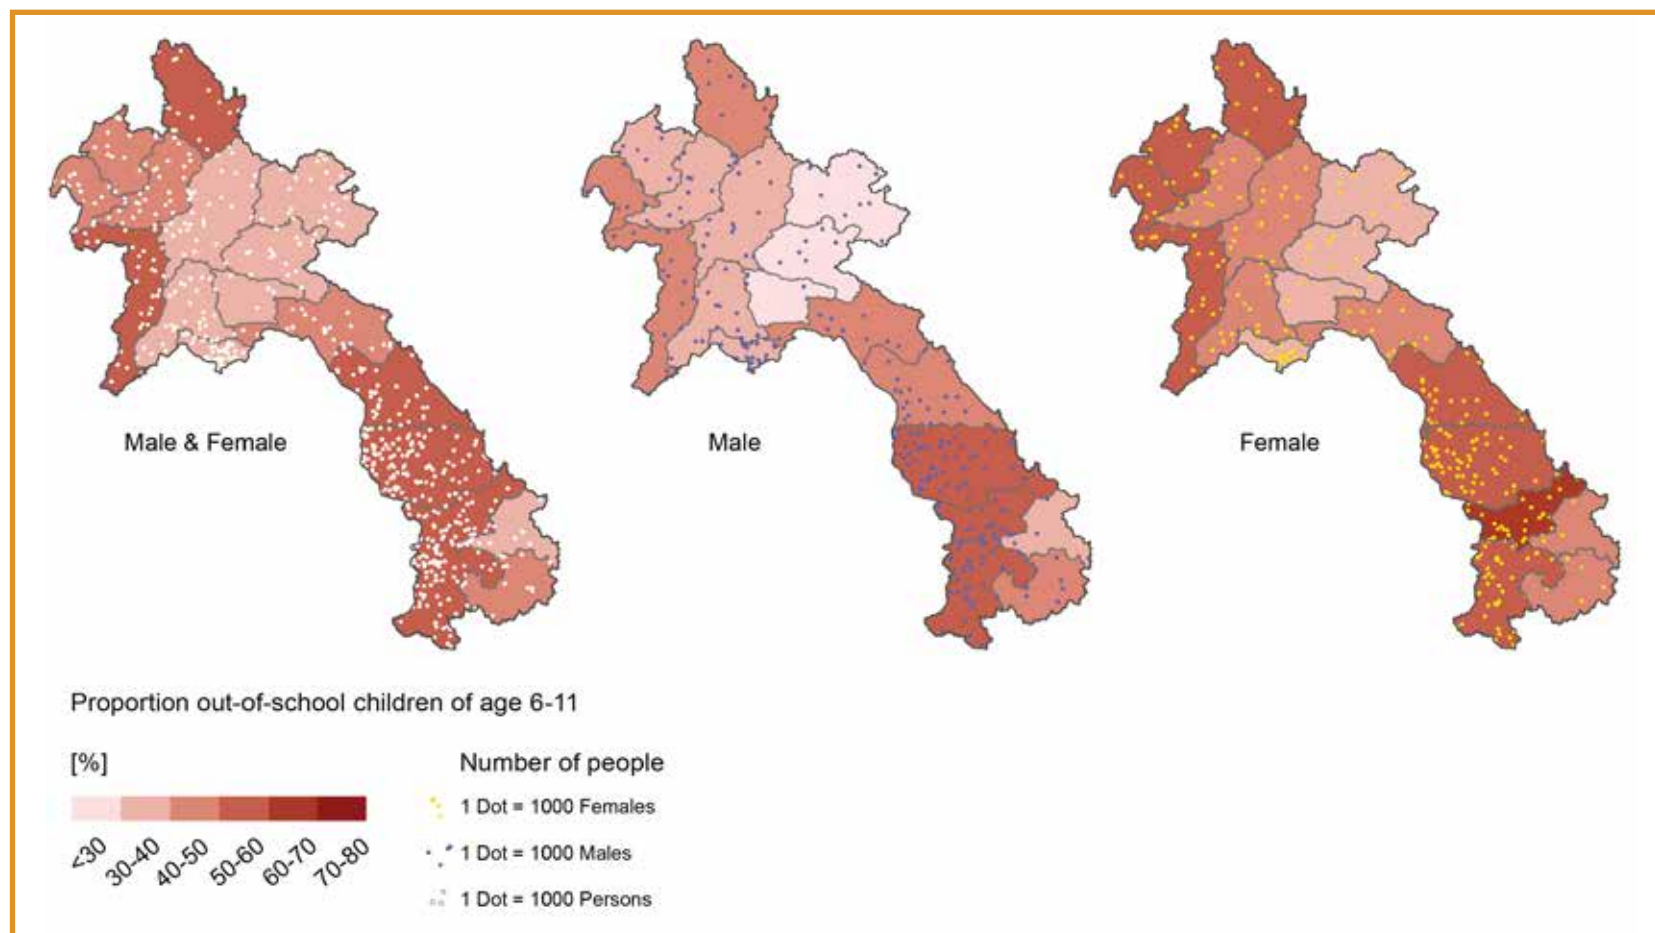 Male & Female
Male
Female
Proportion out-of-school children of age 6-11
[%]
Number of people
<30
30-40
40-50
50-60
60-70
70-80
1 Dot = 1000 Females
1 Dot = 1000 Males
1 Dot = 1000 Persons